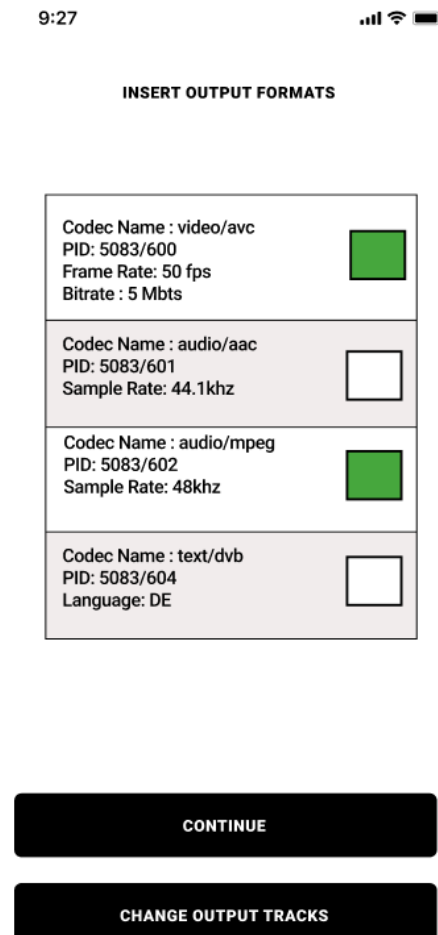 9:27
INSERT OUTPUT FORMATS
Codec Name : video/avc
PID: 5083/600
Frame Rate: 50 fps
Bitrate : 5 Mbts
Codec Name : audio/aac
PID: 5083/601
Sample Rate: 44.1khz
Codec Name : audio/mpeg
PID: 5083/602
Sample Rate: 48khz
Codec Name : text/dvb
PID: 5083/604
Language: DE
CONTINUE
CHANGE OUTPUT TRACKS